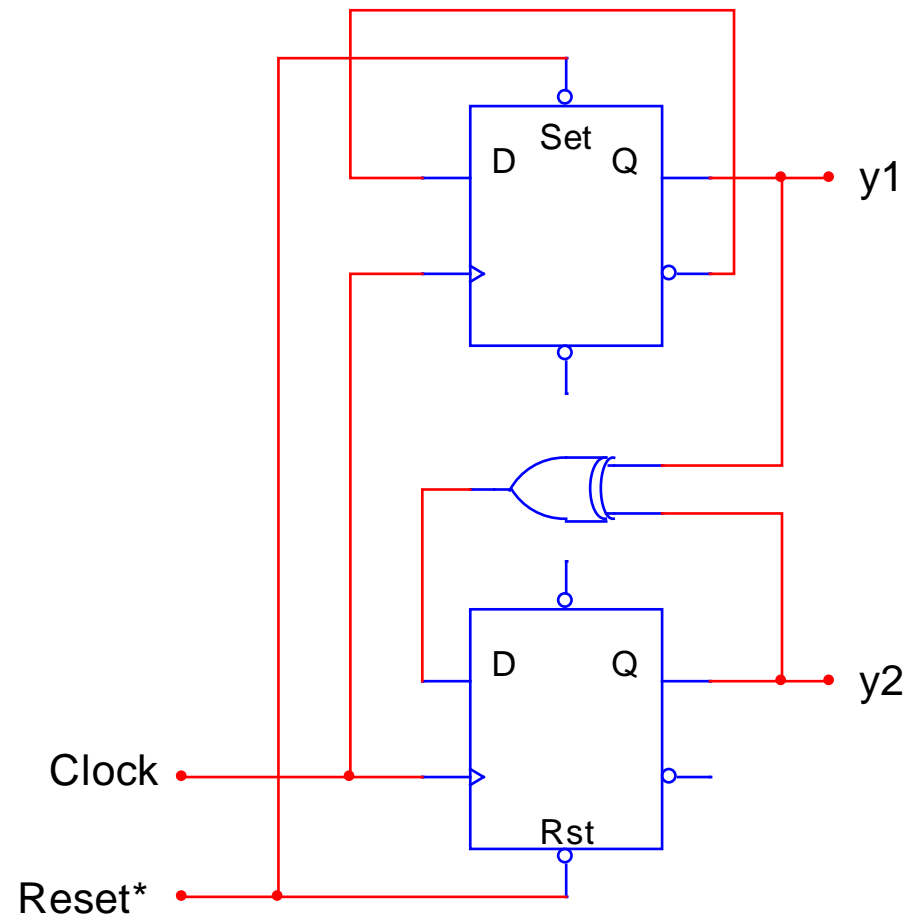 Set
D Q
y1
D Q
y2
Clock
Rst
Reset*